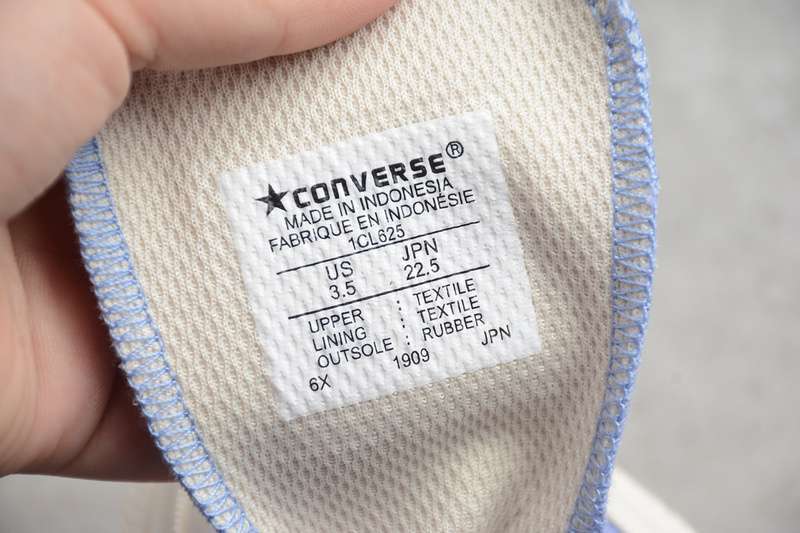 ★CONVERSE®
MADE IN INDONESIA
FABRIQUE EN INDONÉSIE
1CL625
US JPN
3.5 22.5
UPPER : TEXTILE
LINING : TEXTILE
OUTSOLE : RUBBER
6X 1909 JPN